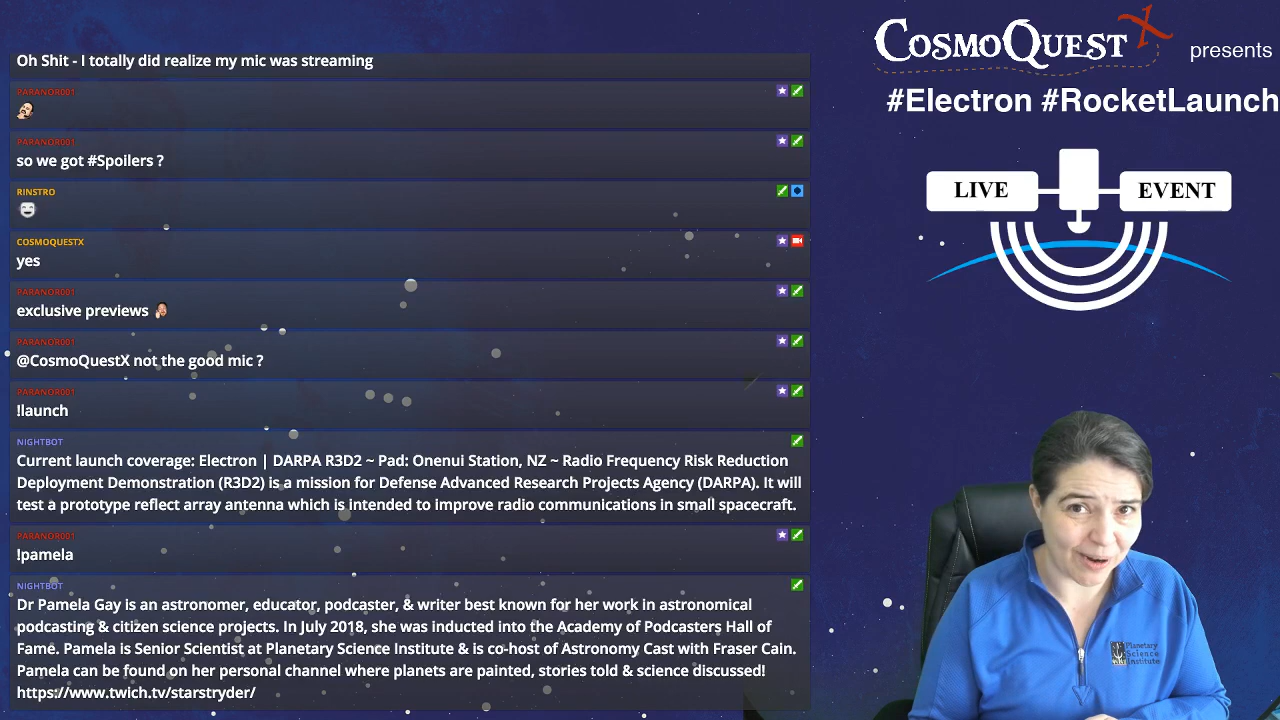 Oh Shit - I totally did realize my mic was streaming
PARANOR001
PARANOR001
so we got #Spoilers ?
RINSTRO
COSMOQUESTX
yes
PARANOR001
exclusive previews
PARANOR001
@CosmoQuestX not the good mic ?
PARANOR001
!launch
NIGHTBOT
Current launch coverage: Electron | DARPA R3D2 ~ Pad: Onenui Station, NZ ~ Radio Frequency Risk Reduction
Deployment Demonstration (R3D2) is a mission for Defense Advanced Research Projects Agency (DARPA). It will
test a prototype reflect array antenna which is intended to improve radio communications in small spacecraft.
PARANOR001
!pamela
NIGHTBOT
Dr Pamela Gay is an astronomer, educator, podcaster, & writer best known for her work in astronomical
podcasting & citizen science projects. In July 2018, she was inducted into the Academy of Podcasters Hall of
Fame. Pamela is Senior Scientist at Planetary Science Institute & is co-host of Astronomy Cast with Fraser Cain.
Pamela can be found on her personal channel where planets are painted, stories told & science discussed!
https://www.twich.tv/starstryder/
COSMOQUEST X
presents
#Electron #RocketLaunch
LIVE EVENT
Planetary
Science
Institute